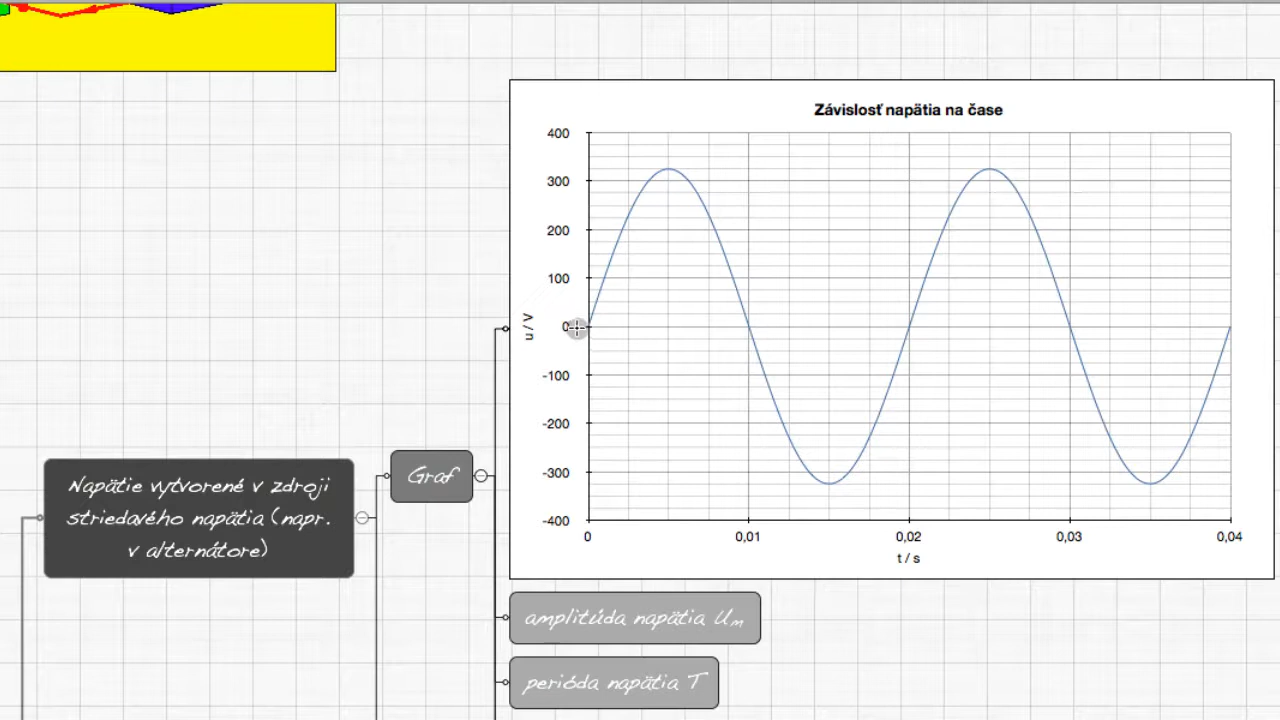 Závislosť napätia na čase
400
300
200
100
0
-100
-200
-300
-400
u / V
0 0,01 0,02 0,03 0,04
t / s
Graf
Napätie vytvorené v zdroji
striedavého napätia (napr.
v alternátore)
amplitúda napätia Uₘ
perióda napätia T